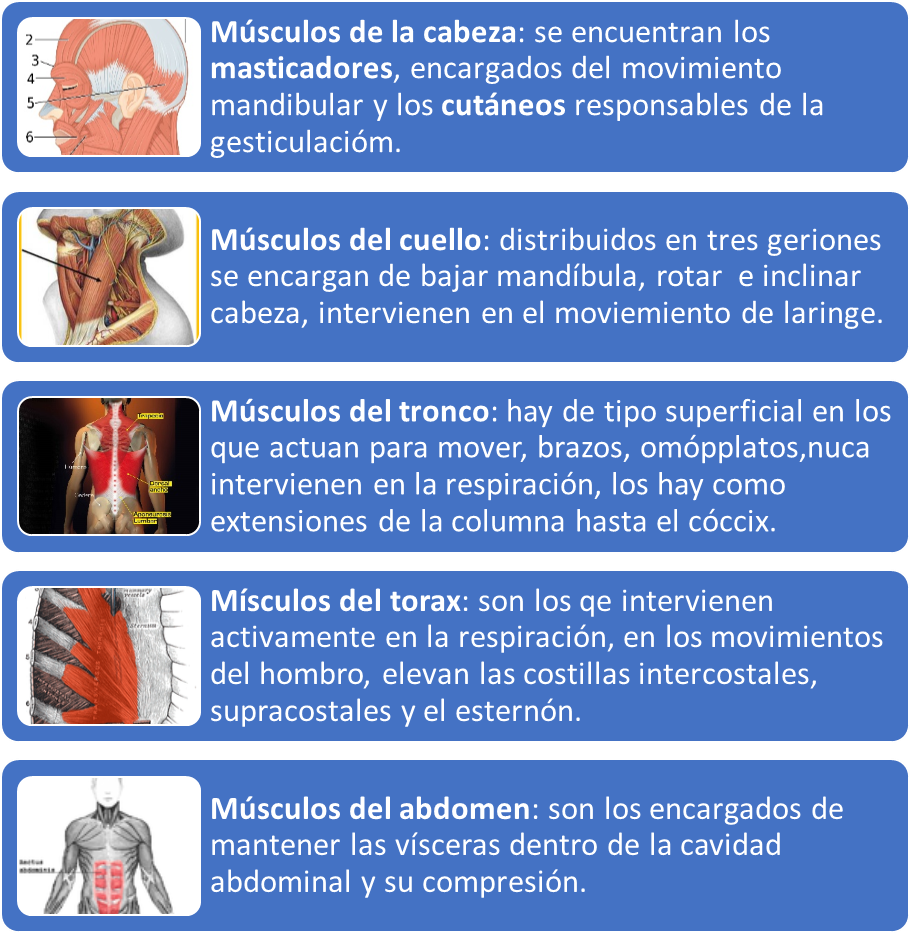 Músculos de la cabeza: se encuentran los
masticadores, encargados del movimiento
mandibular y los cutáneos responsables de la
gesticulacióm.
2
3
4
5
6
Músculos del cuello: distribuidos en tres geriones
se encargan de bajar mandíbula, rotar  e inclinar
cabeza, intervienen en el moviemiento de laringe.
Músculos del tronco: hay de tipo superficial en los
que actuan para mover, brazos, omópplatos,nuca
intervienen en la respiración, los hay como
extensiones de la columna hasta el cóccix.
Trapecio
Dorsal
ancho
Aponeurosis
Lumbar
Mísculos del torax: son los qe intervienen
activamente en la respiración, en los movimientos
del hombro, elevan las costillas intercostales,
supracostales y el esternón.
Músculos del abdomen: son los encargados de
mantener las vísceras dentro de la cavidad
abdominal y su compresión.
Rectus
abdominis